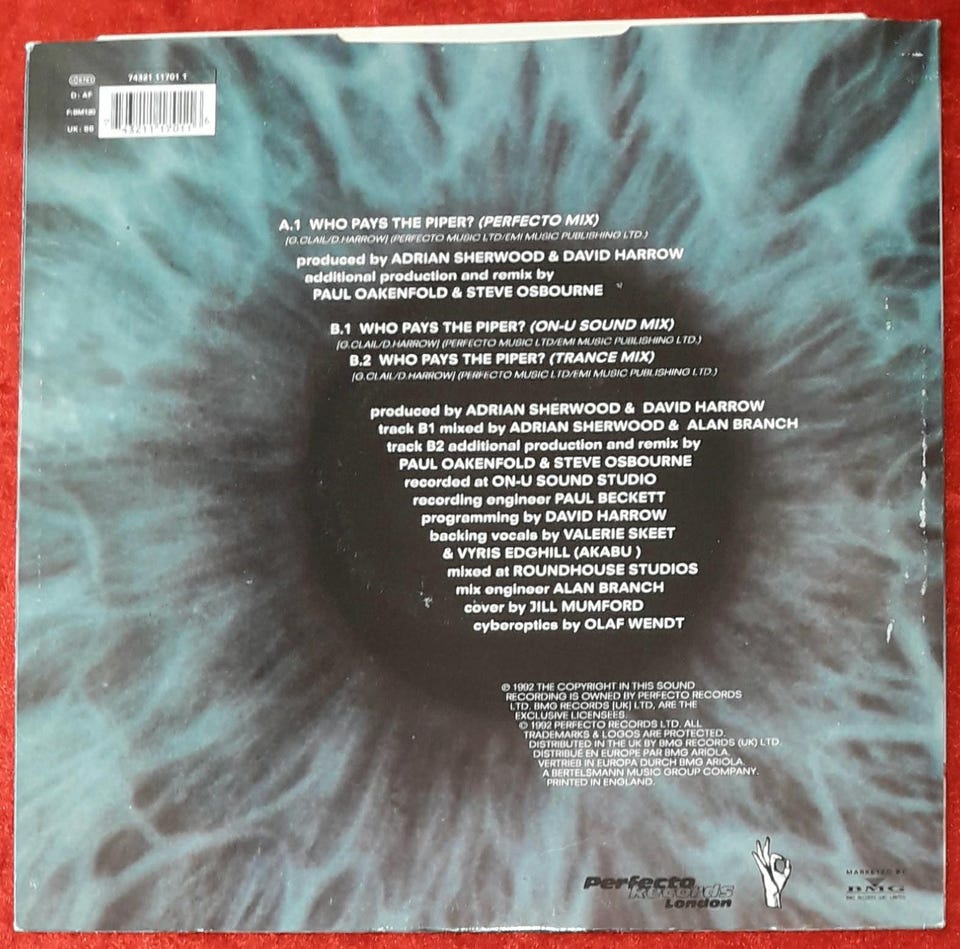 74321 11701 1
D: AF
F: BM120
UK: BB
7 43211 17011 6
A.1 WHO PAYS THE PIPER? (PERFECTO MIX)
[G.CLAIL/D.HARROW] (PERFECTO MUSIC LTD/EMI MUSIC PUBLISHING LTD.)
produced by ADRIAN SHERWOOD & DAVID HARROW
additional production and remix by
PAUL OAKENFOLD & STEVE OSBOURNE
B.1 WHO PAYS THE PIPER? (ON-U SOUND MIX)
[G.CLAIL/D.HARROW] (PERFECTO MUSIC LTD/EMI MUSIC PUBLISHING LTD.)
B.2 WHO PAYS THE PIPER? (TRANCE MIX)
[G.CLAIL/D.HARROW] (PERFECTO MUSIC LTD/EMI MUSIC PUBLISHING LTD.)
produced by ADRIAN SHERWOOD & DAVID HARROW
track B1 mixed by ADRIAN SHERWOOD & ALAN BRANCH
track B2 additional production and remix by
PAUL OAKENFOLD & STEVE OSBOURNE
recorded at ON-U SOUND STUDIO
recording engineer PAUL BECKETT
programming by DAVID HARROW
backing vocals by VALERIE SKEET
& VYRIS EDGHILL (AKABU )
mixed at ROUNDHOUSE STUDIOS
mix engineer ALAN BRANCH
cover by JILL MUMFORD
cyberoptics by OLAF WENDT
℗ 1992 THE COPYRIGHT IN THIS SOUND
RECORDING IS OWNED BY PERFECTO RECORDS
LTD. BMG RECORDS [UK] LTD, ARE THE
EXCLUSIVE LICENSEES.
© 1992 PERFECTO RECORDS LTD. ALL
TRADEMARKS & LOGOS ARE PROTECTED.
DISTRIBUTED IN THE UK BY BMG RECORDS (UK) LTD.
DISTRIBUÉ EN EUROPE PAR BMG ARIOLA.
VERTRIEB IN EUROPA DURCH BMG ARIOLA.
A BERTELSMANN MUSIC GROUP COMPANY.
PRINTED IN ENGLAND.
Perfecto
Records
London
MARKETED BY
BMG
BMG RECORDS (UK) LIMITED